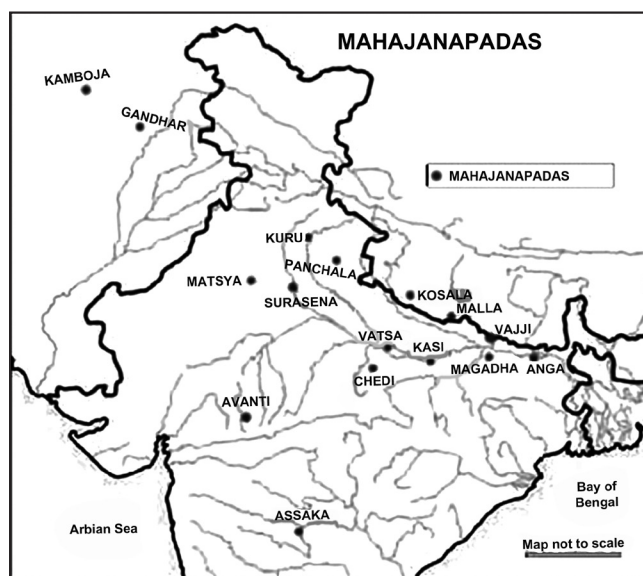 MAHAJANAPADAS
KAMBOJA
GANDHAR
MAHAJANAPADAS
KURU
PANCHALA
MATSYA
SURASENA
KOSALA
MALLA
VATSA
VAJJI
KASI
CHEDI
MAGADHA
ANGA
AVANTI
Arbian Sea
ASSAKA
Bay of
Bengal
Map not to scale